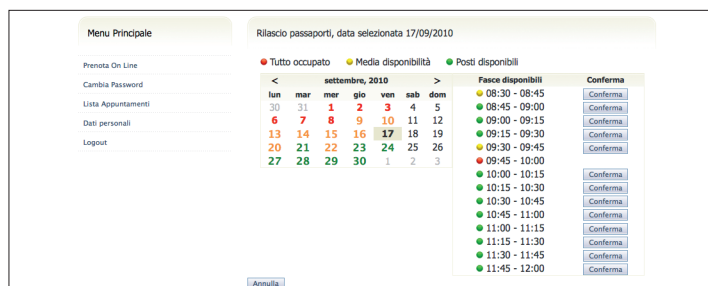 Menu Principale
Prenota On Line
Cambia Password
Lista Appuntamenti
Dati personali
Logout
Rilascio passaporti, data selezionata 17/09/2010
Tutto occupato Media disponibilità Posti disponibili
< settembre, 2010 >
lun mar mer gio ven sab dom
30 31 1 2 3 4 5
6 7 8 9 10 11 12
13 14 15 16 17 18 19
20 21 22 23 24 25 26
27 28 29 30 1 2 3
Fasce disponibili Conferma
08:30 - 08:45 Conferma
08:45 - 09:00 Conferma
09:00 - 09:15 Conferma
09:15 - 09:30 Conferma
09:30 - 09:45 Conferma
09:45 - 10:00
10:00 - 10:15 Conferma
10:15 - 10:30 Conferma
10:30 - 10:45 Conferma
10:45 - 11:00 Conferma
11:00 - 11:15 Conferma
11:15 - 11:30 Conferma
11:30 - 11:45 Conferma
11:45 - 12:00 Conferma
Annulla